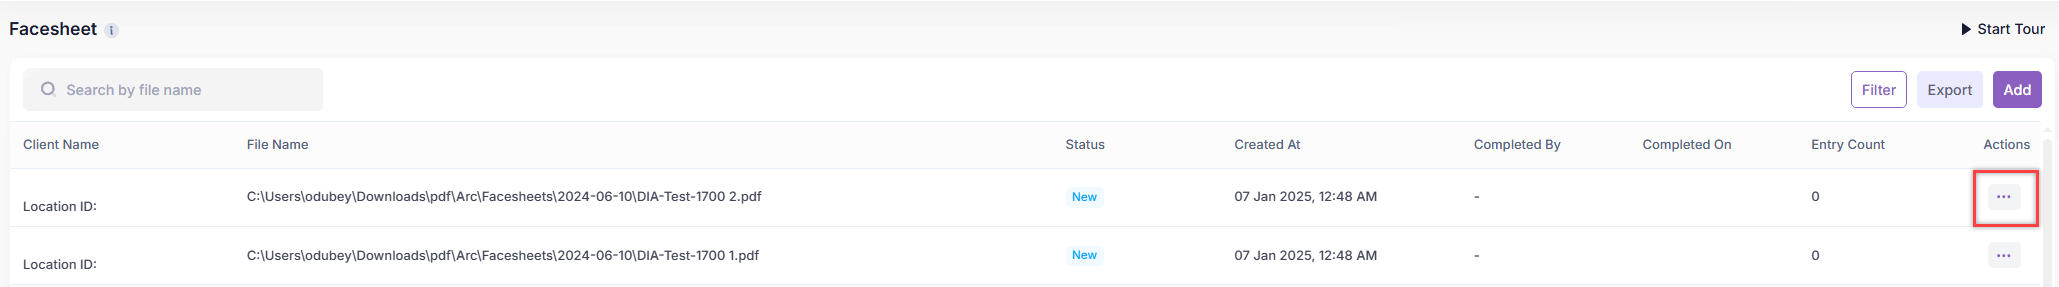 Facesheet
Start Tour
Search by file name
Filter Export Add
Client Name File Name Status Created At Completed By Completed On Entry Count Actions
C:\Users\odubey\Downloads\pdf\Arc\Facesheets\2024-06-10\DIA-Test-1700 2.pdf New 07 Jan 2025, 12:48 AM - 0 ...
Location ID:
C:\Users\odubey\Downloads\pdf\Arc\Facesheets\2024-06-10\DIA-Test-1700 1.pdf New 07 Jan 2025, 12:48 AM - 0 ...
Location ID: